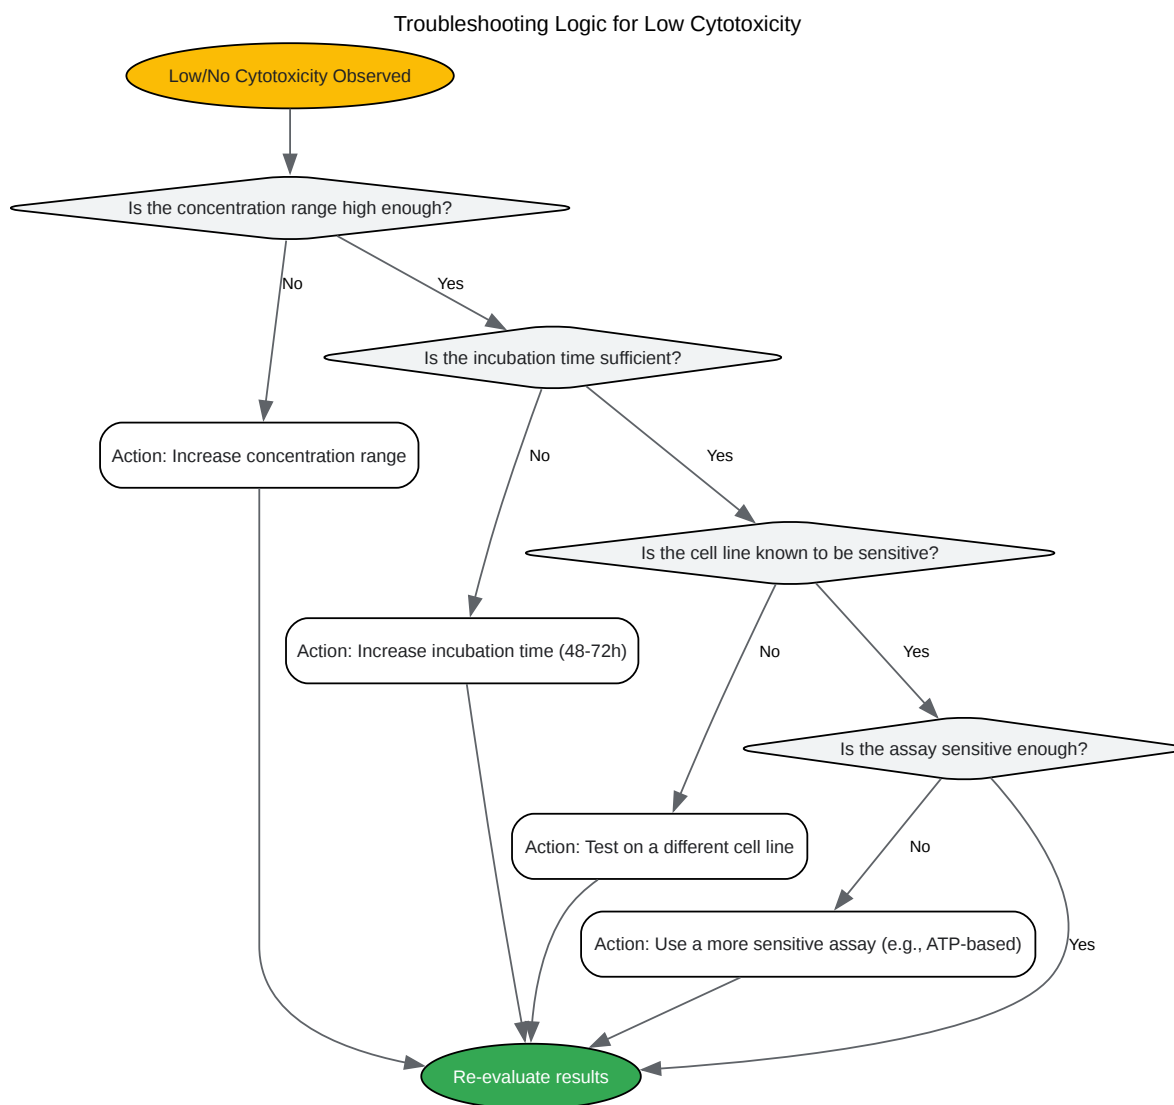 Troubleshooting Logic for Low Cytotoxicity
Low/No Cytotoxicity Observed
Is the concentration range high enough?
No
Yes
Is the incubation time sufficient?
Action: Increase concentration range
No
Yes
Is the cell line known to be sensitive?
Action: Increase incubation time (48-72h)
No
Yes
Is the assay sensitive enough?
Action: Test on a different cell line
No
Action: Use a more sensitive assay (e.g., ATP-based)
Yes
Re-evaluate results